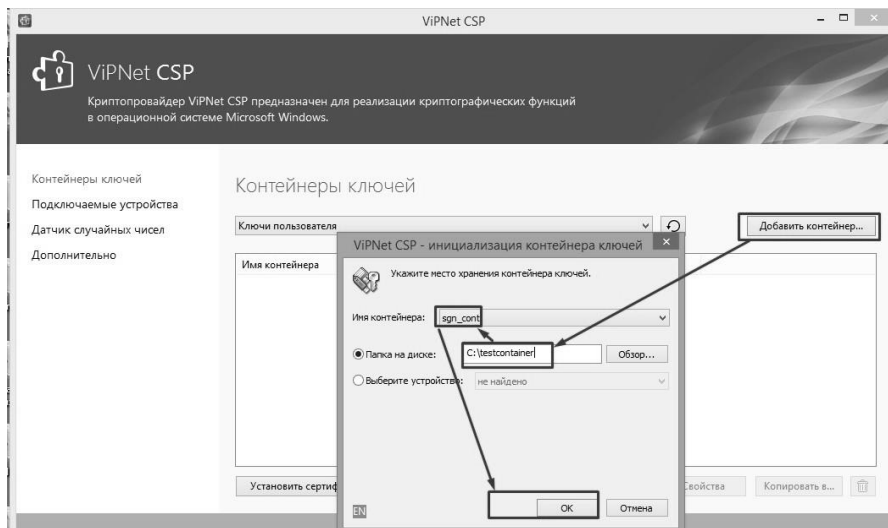 ViPNet CSP
ViPNet CSP
Криптопровайдер ViPNet CSP предназначен для реализации криптографических функций
в операционной системе Microsoft Windows.
Контейнеры ключей
Подключаемые устройства
Датчик случайных чисел
Дополнительно
Контейнеры ключей
Ключи пользователя
Добавить контейнер...
Имя контейнера
ViPNet CSP - инициализация контейнера ключей
Укажите место хранения контейнера ключей.
Имя контейнера: sgn_cont
Папка на диске: C:\testcontainer Обзор...
Выберите устройство: не найдено
EN OK Отмена
Установить сертиф
Свойства Копировать в...